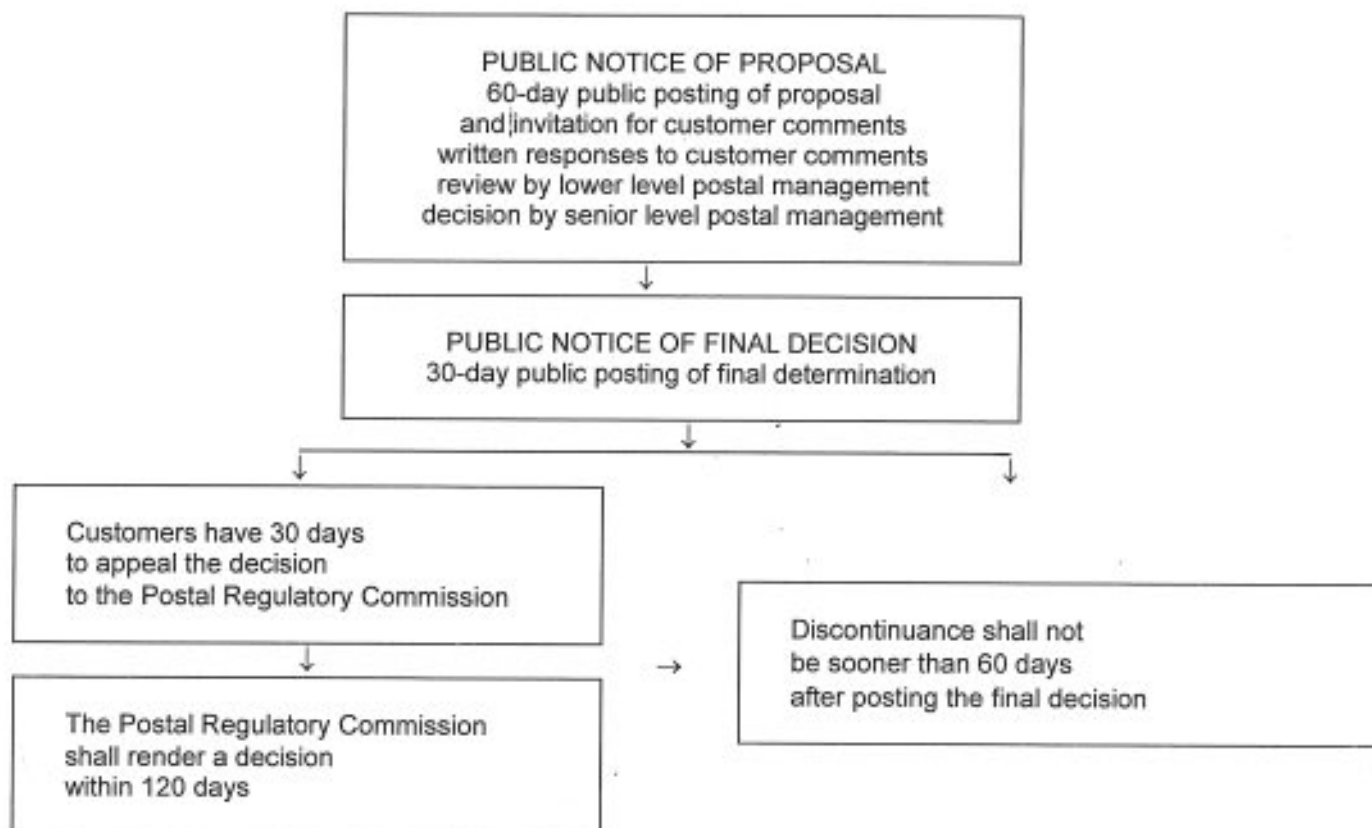 PUBLIC NOTICE OF PROPOSAL
60-day public posting of proposal
and invitation for customer comments
written responses to customer comments
review by lower level postal management
decision by senior level postal management
PUBLIC NOTICE OF FINAL DECISION
30-day public posting of final determination
Customers have 30 days
to appeal the decision
to the Postal Regulatory Commission
The Postal Regulatory Commission
shall render a decision
within 120 days
Discontinuance shall not
be sooner than 60 days
after posting the final decision